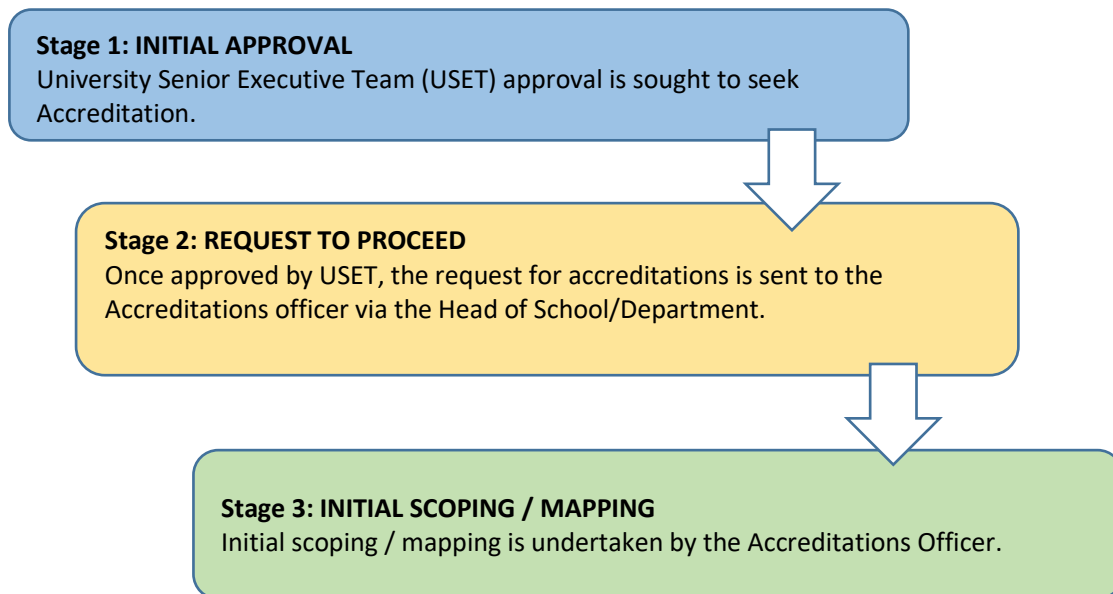 Stage 1: INITIAL APPROVAL
University Senior Executive Team (USET) approval is sought to seek
Accreditation.
Stage 2: REQUEST TO PROCEED
Once approved by USET, the request for accreditations is sent to the
Accreditations officer via the Head of School/Department.
Stage 3: INITIAL SCOPING / MAPPING
Initial scoping / mapping is undertaken by the Accreditations Officer.